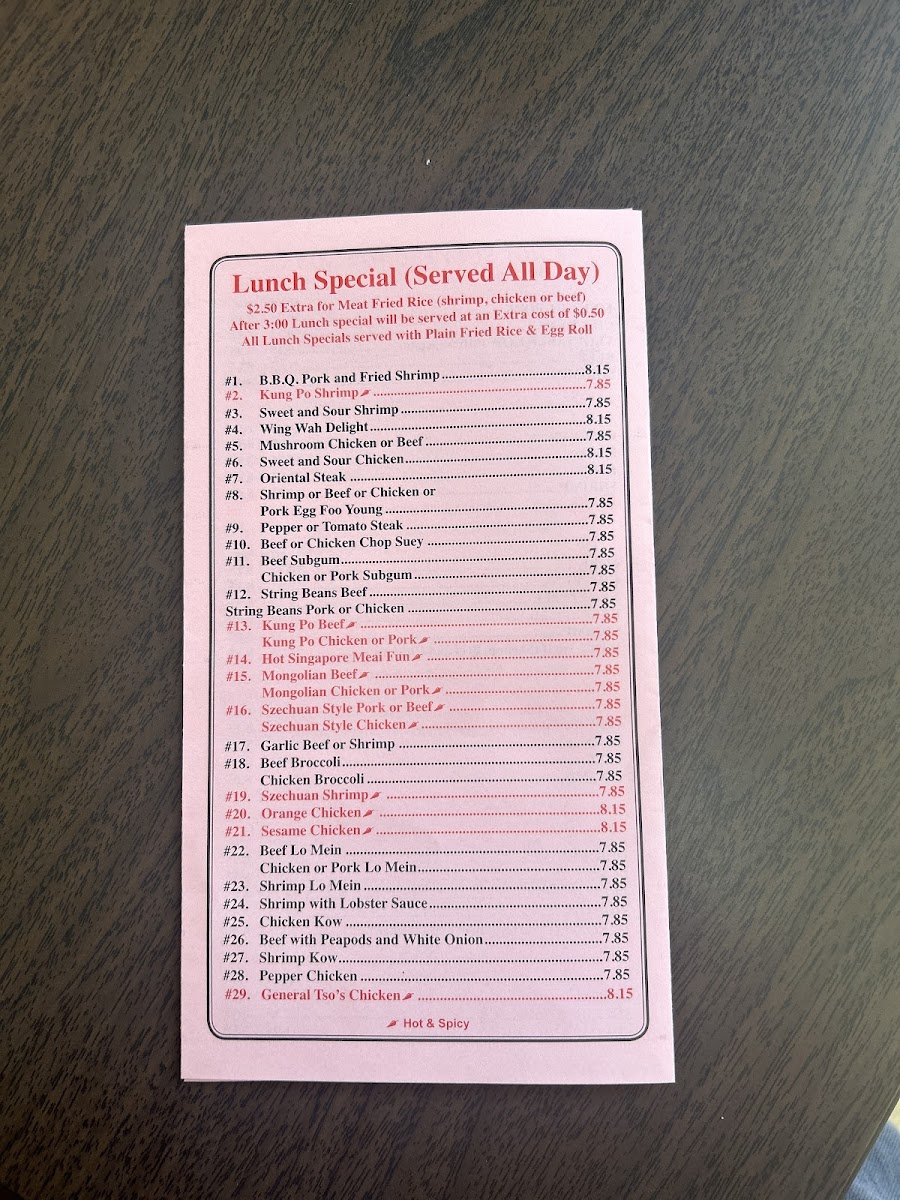 Lunch Special (Served All Day)
$2.50 Extra for Meat Fried Rice (shrimp, chicken or beef)
After 3:00 Lunch special will be served at an Extra cost of $0.50
All Lunch Specials served with Plain Fried Rice & Egg Roll
#1. B.B.Q. Pork and Fried Shrimp 8.15
#2. Kung Po Shrimp 7.85
#3. Sweet and Sour Shrimp 7.85
#4. Wing Wah Delight 8.15
#5. Mushroom Chicken or Beef 7.85
#6. Sweet and Sour Chicken 8.15
#7. Oriental Steak 8.15
#8. Shrimp or Beef or Chicken or
Pork Egg Foo Young 7.85
#9. Pepper or Tomato Steak 7.85
#10. Beef or Chicken Chop Suey 7.85
#11. Beef Subgum 7.85
Chicken or Pork Subgum 7.85
#12. String Beans Beef 7.85
String Beans Pork or Chicken 7.85
#13. Kung Po Beef 7.85
Kung Po Chicken or Pork 7.85
#14. Hot Singapore Meai Fun 7.85
#15. Mongolian Beef 7.85
Mongolian Chicken or Pork 7.85
#16. Szechuan Style Pork or Beef 7.85
Szechuan Style Chicken 7.85
#17. Garlic Beef or Shrimp 7.85
#18. Beef Broccoli 7.85
Chicken Broccoli 7.85
#19. Szechuan Shrimp 7.85
#20. Orange Chicken 8.15
#21. Sesame Chicken 8.15
#22. Beef Lo Mein 7.85
Chicken or Pork Lo Mein 7.85
#23. Shrimp Lo Mein 7.85
#24. Shrimp with Lobster Sauce 7.85
#25. Chicken Kow 7.85
#26. Beef with Peapods and White Onion 7.85
#27. Shrimp Kow 7.85
#28. Pepper Chicken 7.85
#29. General Tso's Chicken 8.15
Hot & Spicy